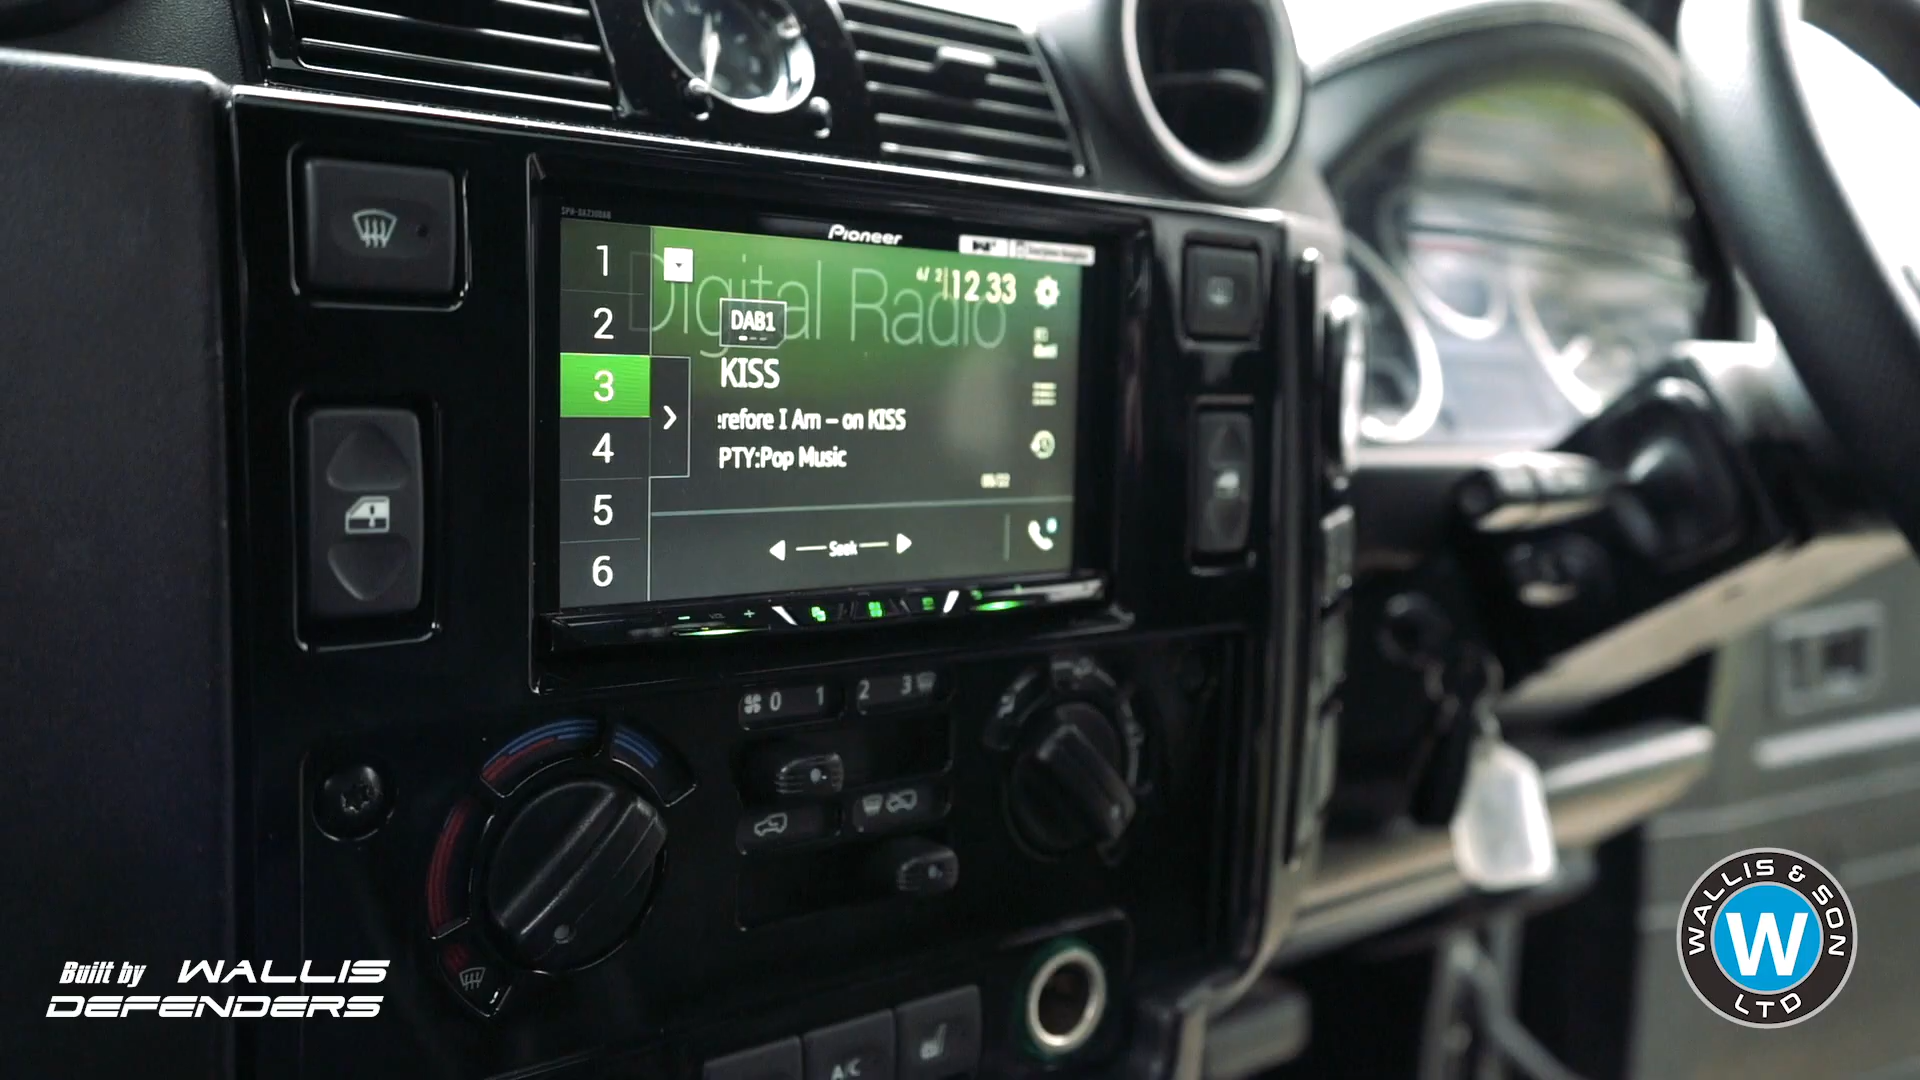 Pioneer
1
2
3
4
5
6
Digital Radio
12 33
DAB1
KISS
refore I Am – on KISS
PTY:Pop Music
Seek
0 1 2 3
A/C
Built by WALLIS
DEFENDERS
WALLIS & SON
LTD
W